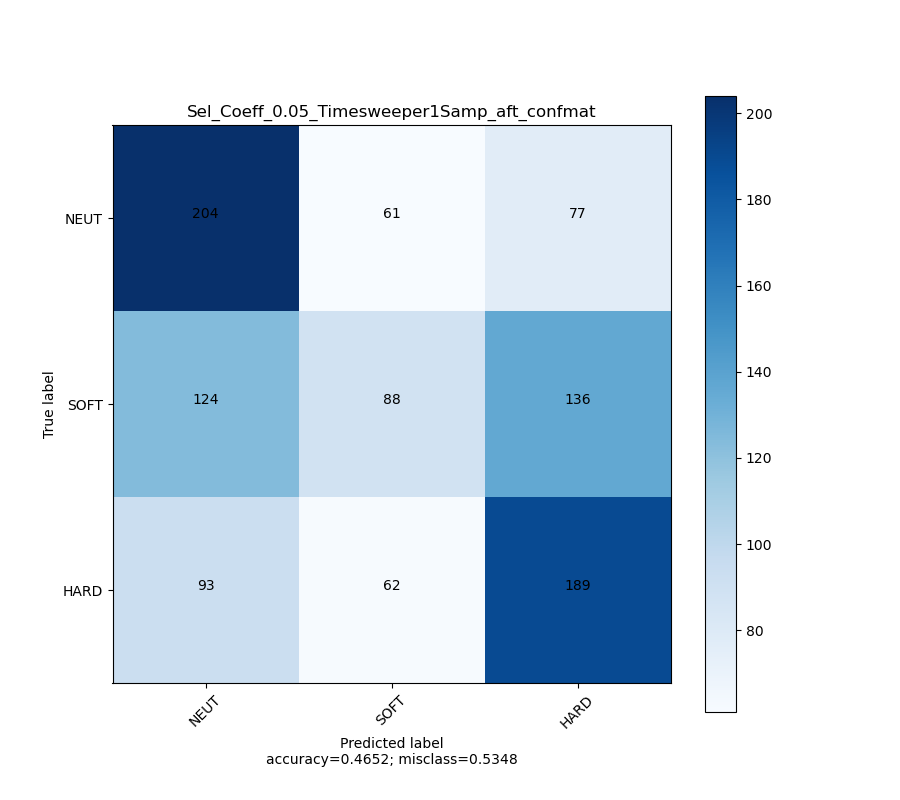 Sel_Coeff_0.05_Timesweeper1Samp_aft_confmat
200
180
160
140
120
100
80
True label
NEUT
204 61 77
SOFT
124 88 136
HARD
93 62 189
NEUT SOFT HARD
Predicted label
accuracy=0.4652; misclass=0.5348